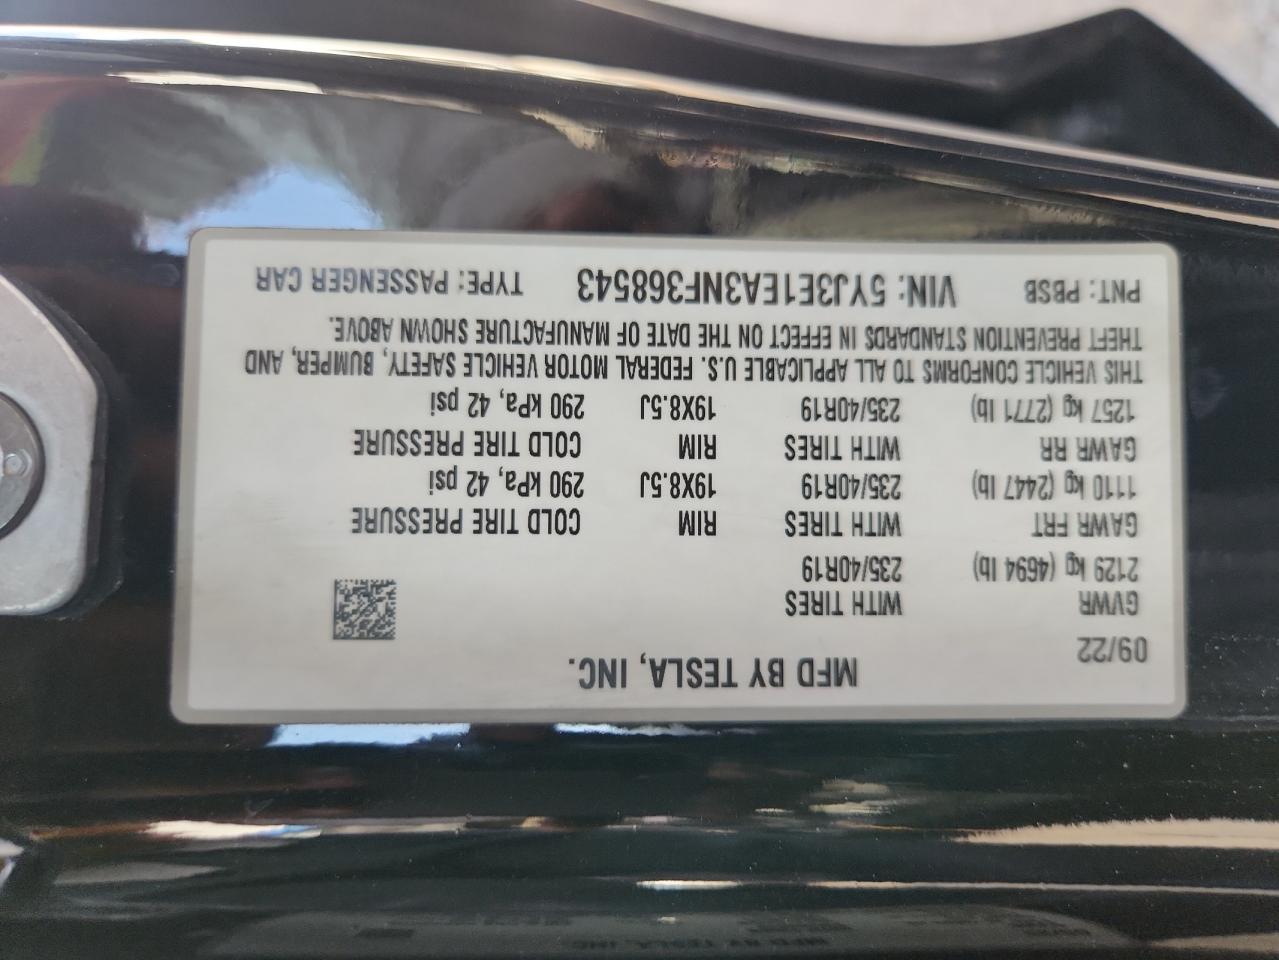 MFD BY TESLA, INC.
09/22
GVWR WITH TIRES
2129 kg (4694 lb) 235/40R19
GAWR FRT WITH TIRES RIM COLD TIRE PRESSURE
1110 kg (2447 lb) 235/40R19 19X8.5J 290 kPa, 42 psi
GAWR RR WITH TIRES RIM COLD TIRE PRESSURE
1257 kg (2771 lb) 235/40R19 19X8.5J 290 kPa, 42 psi
THIS VEHICLE CONFORMS TO ALL APPLICABLE U.S. FEDERAL MOTOR VEHICLE SAFETY, BUMPER, AND,
THEFT PREVENTION STANDARDS IN EFFECT ON THE DATE OF MANUFACTURE SHOWN ABOVE.
PNT: PBSB VIN: 5YJ3E1EA3NF368543 TYPE: PASSENGER CAR